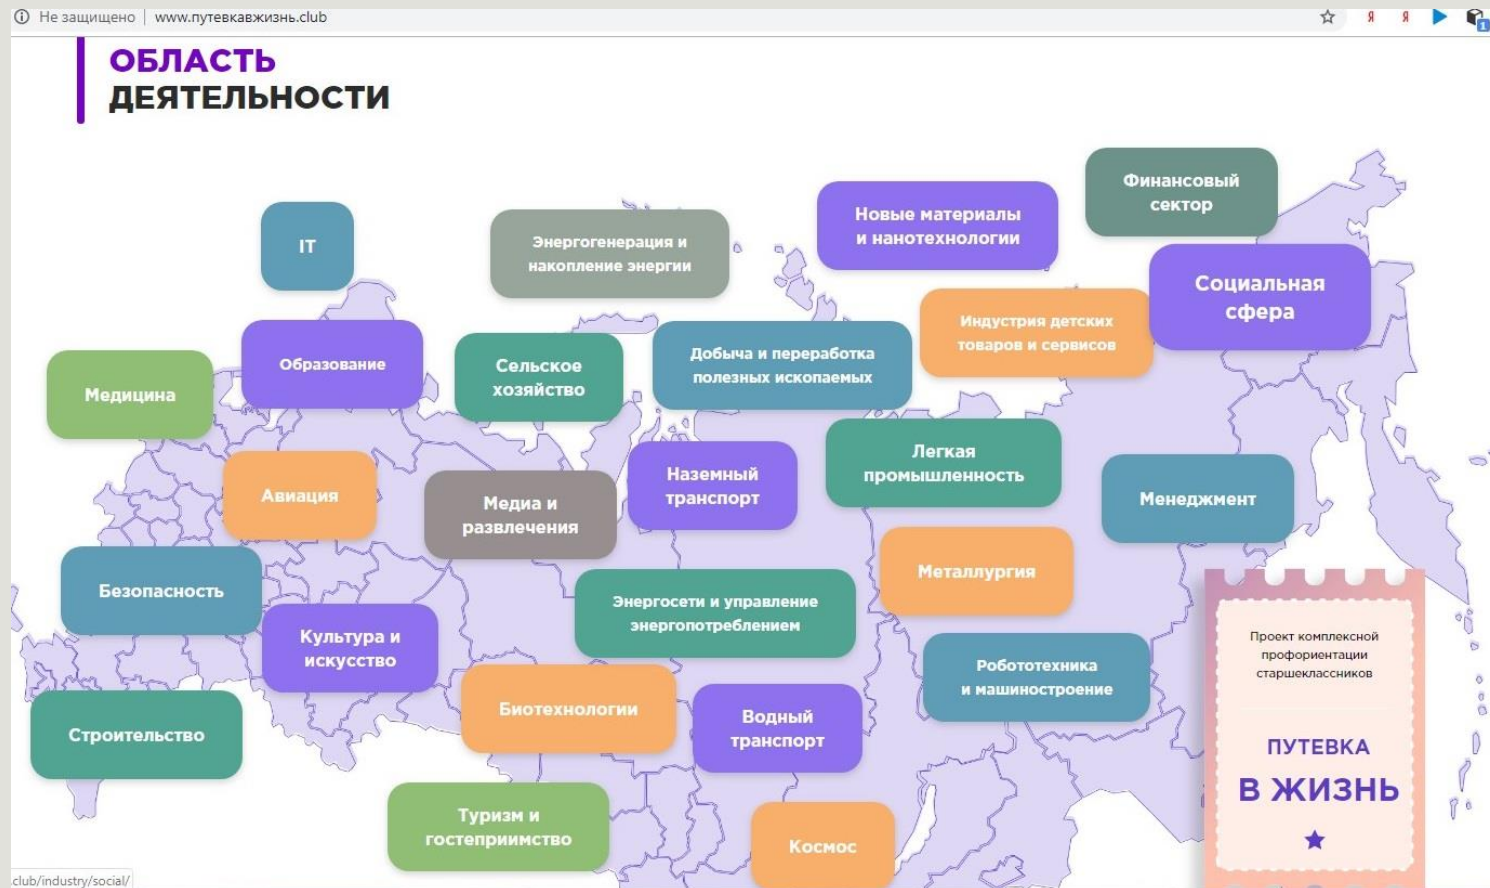 Не защищено
www.путевкавжизнь.club
Я
Я
1
ОБЛАСТЬ
ДЕЯТЕЛЬНОСТИ
Финансовый
сектор
Новые материалы
и нанотехнологии
IT
Энергогенерация и
накопление энергии
Социальная
сфера
Индустрия детских
товаров и сервисов
Образование
Сельское
хозяйство
Добыча и переработка
полезных ископаемых
Медицина
Легкая
промышленность
Наземный
транспорт
Авиация
Медиа и
развлечения
Менеджмент
Металлургия
Безопасность
Энергосети и управление
энергопотреблением
Культура и
искусство
Робототехника
и машиностроение
Биотехнологии
Водный
транспорт
Строительство
Туризм и
гостеприимство
Космос
Проект комплексной
профориентации
старшеклассников
ПУТЕВКА
В ЖИЗНЬ
.club/industry/social/